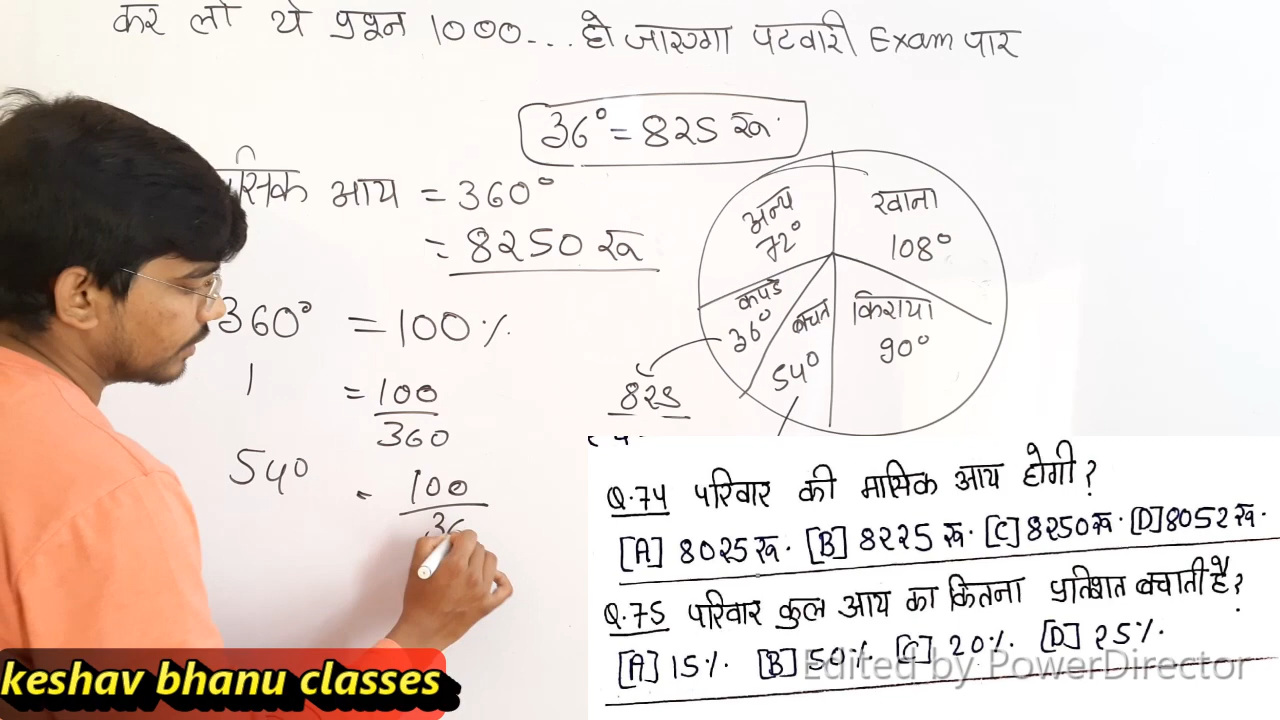 कर लो ये प्रश्न 1000... हो जाएगा पटवारी Exam पार
36° = 825 रू.
मासिक आय = 360°
= 8250 रू
360° = 100%
1 = 100/360
54° = 100/36
अन्य 72°
खाना 108°
कपडे 36°
बचत 54°
किराया 90°
825
Q.74 परिवार की मासिक आय होगी?
[A] 8025 रू. [B] 8225 रू. [C] 8250 रू. [D] 8052 रू.
Q.75 परिवार कुल आय का कितना प्रतिशत बचाती है?
[A] 15%. [B] 50%. [C] 20%. [D] 25%.
Edited by PowerDirector
keshav bhanu classes